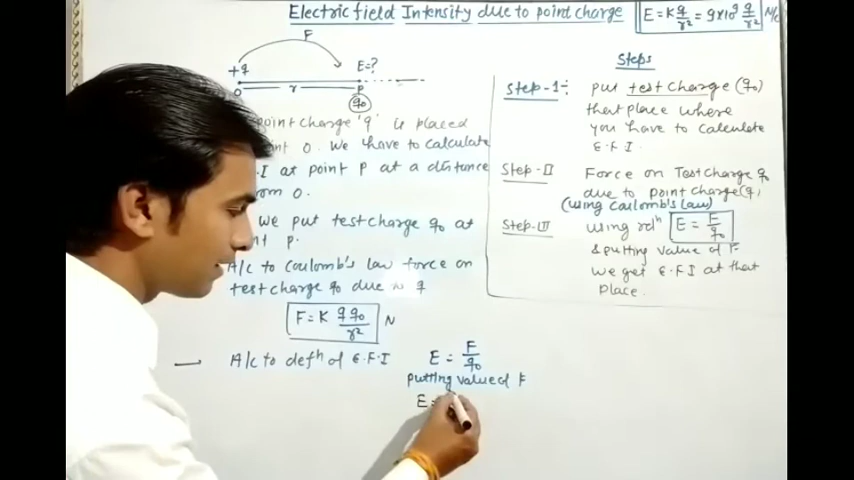 Electric field Intensity due to point charge
E = K q/r² = 9×10⁹ q/r² N/C
F
+q
E=?
O
r
P
q₀
point charge 'q' is placed
nt O. We have to calculate
.I at point P at a distance
rom O.
we put test charge q₀ at
nt P.
A/c to Coulomb's law force on
test charge q₀ due to q
F = K q q₀/r² N
A/c to defⁿ of E.F.I
E = F/q₀
putting value of F
E =
Steps
Step-I :- put test charge (q₀)
that place where
you have to calculate
E.F.I.
Step-II Force on Test charge q₀
due to point charge (q)
(using Coulomb's law)
Step-III using relⁿ E = F/q₀
& putting value of F
we get E.F.I at that
place.